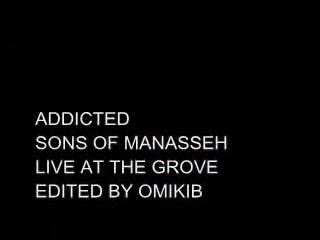 ADDICTED
SONS OF MANASSEH
LIVE AT THE GROVE
EDITED BY OMIKIB